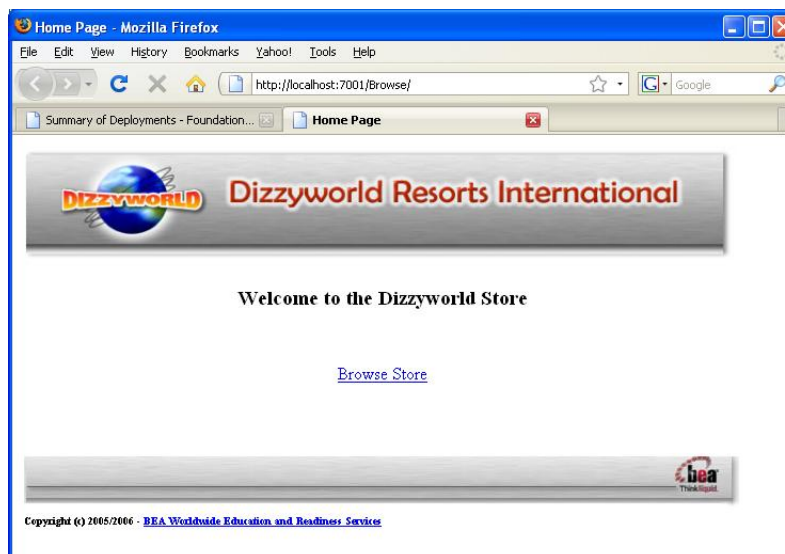 Home Page - Mozilla Firefox
File Edit View History Bookmarks Yahoo! Tools Help
http://localhost:7001/Browse/ G Google
Summary of Deployments - Foundation... Home Page
DIZZYWORLD Dizzyworld Resorts International
Welcome to the Dizzyworld Store
Browse Store
bea
Think liquid.
Copyright (c) 2005/2006 - BEA Worldwide Education and Readiness Services